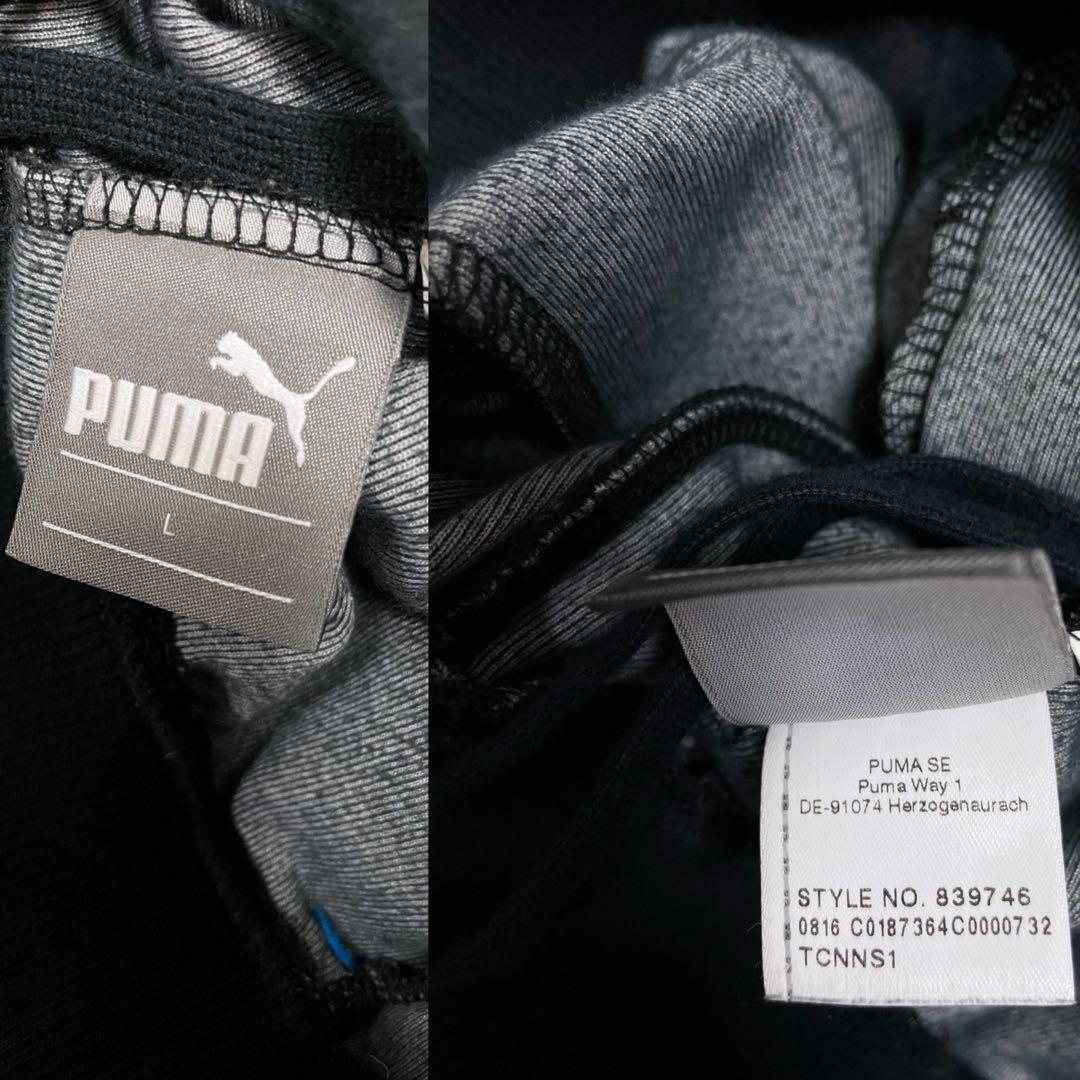 PUMA
L
PUMA SE
Puma Way 1
DE-91074 Herzogenaurach
STYLE NO. 839746
0816 C0187364C0000732
TCNNS1